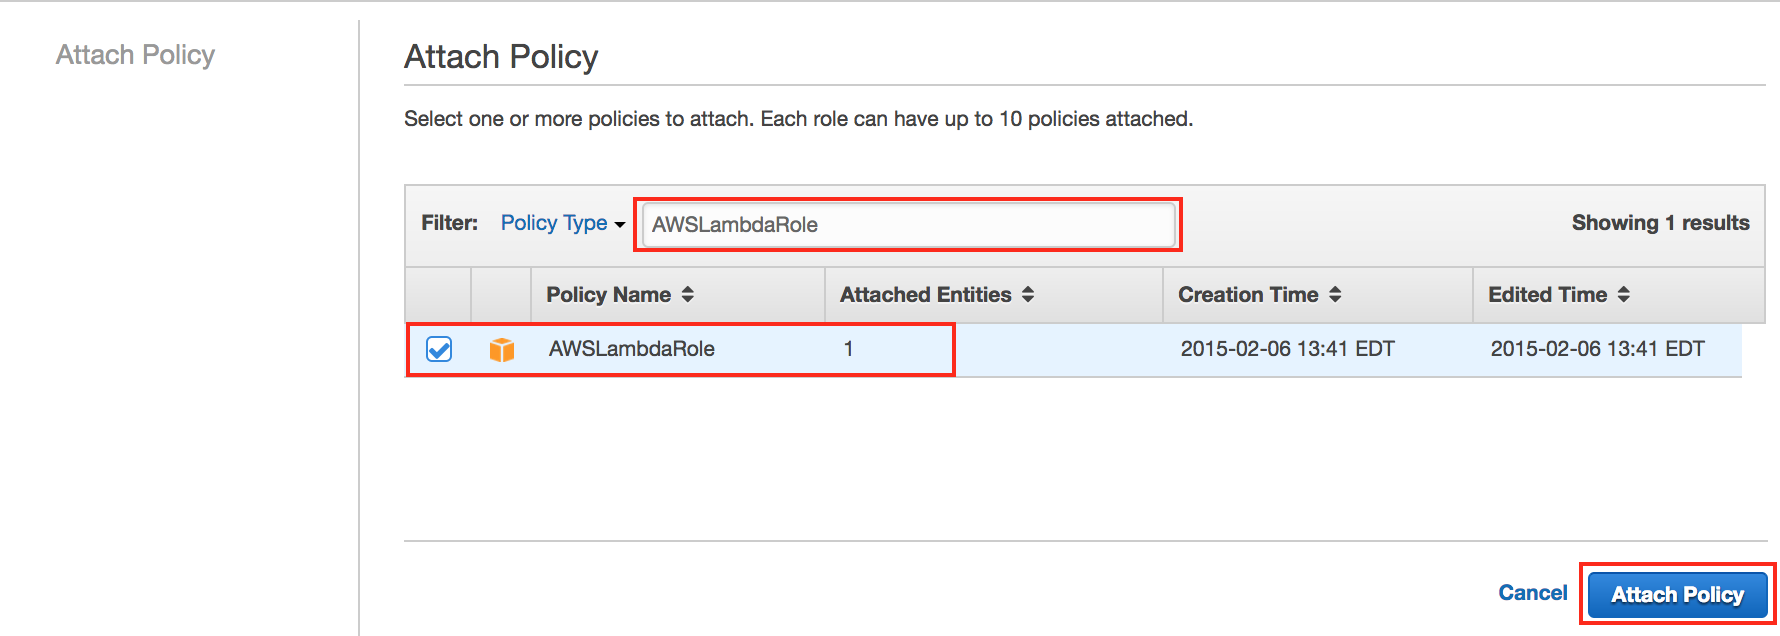 Attach Policy
Attach Policy
Select one or more policies to attach. Each role can have up to 10 policies attached.
Filter: Policy Type AWSLambdaRole Showing 1 results
Policy Name Attached Entities Creation Time Edited Time
AWSLambdaRole 1 2015-02-06 13:41 EDT 2015-02-06 13:41 EDT
Cancel Attach Policy